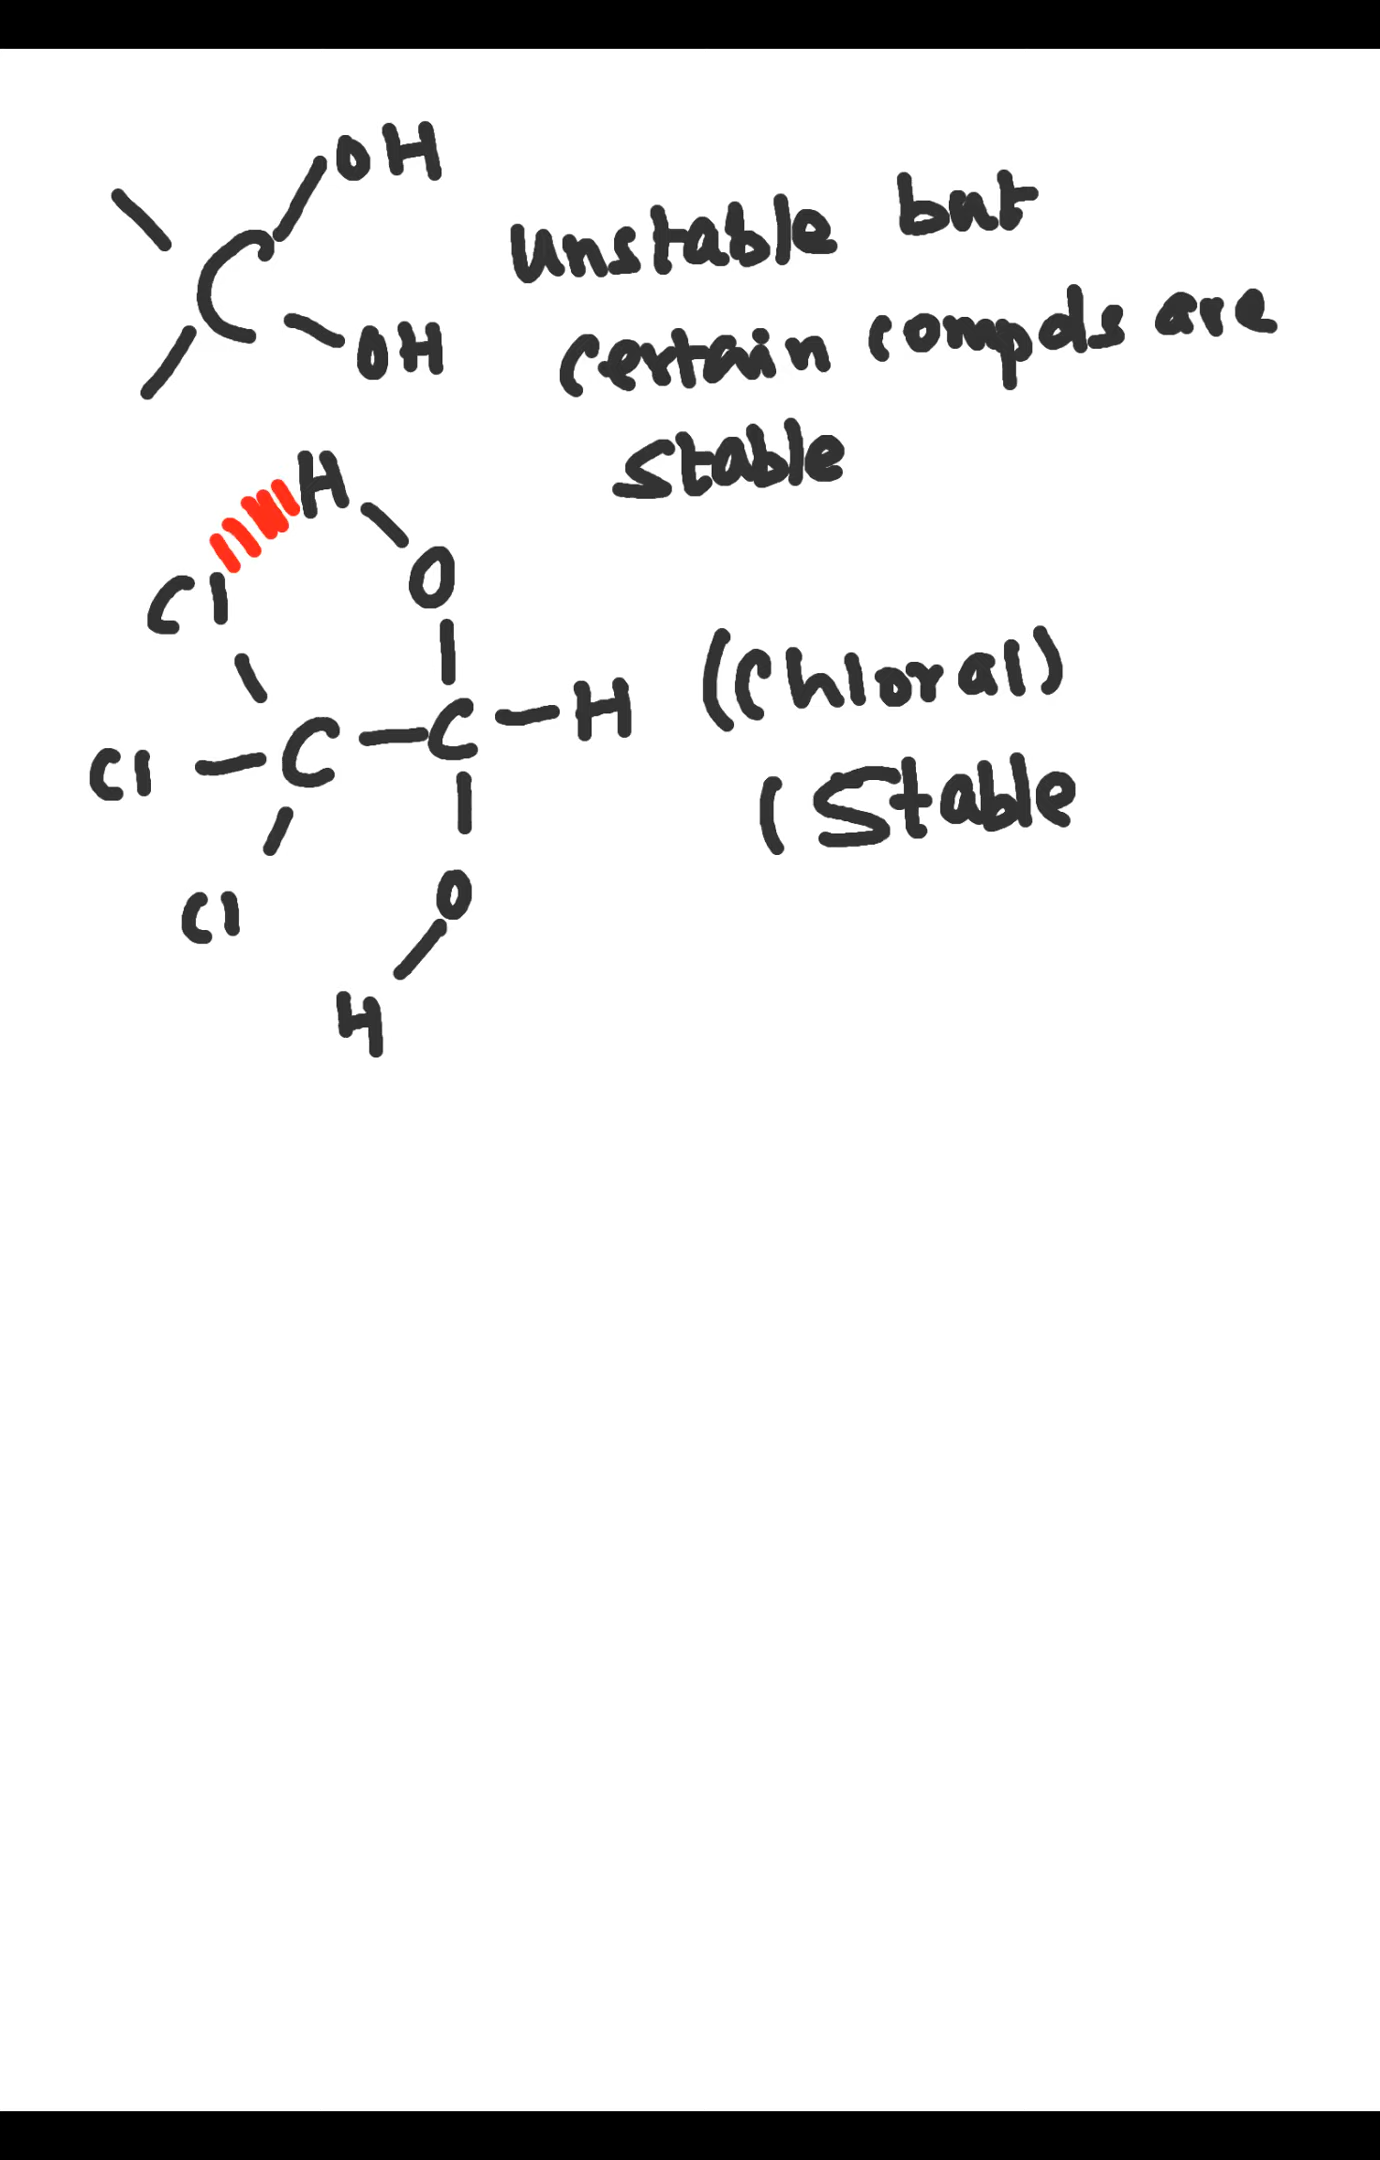 OH
unstable but
C
OH
certain compds are
stable
H
Cl
O
(Chloral)
Cl - C - C - H
(Stable
Cl
O
H